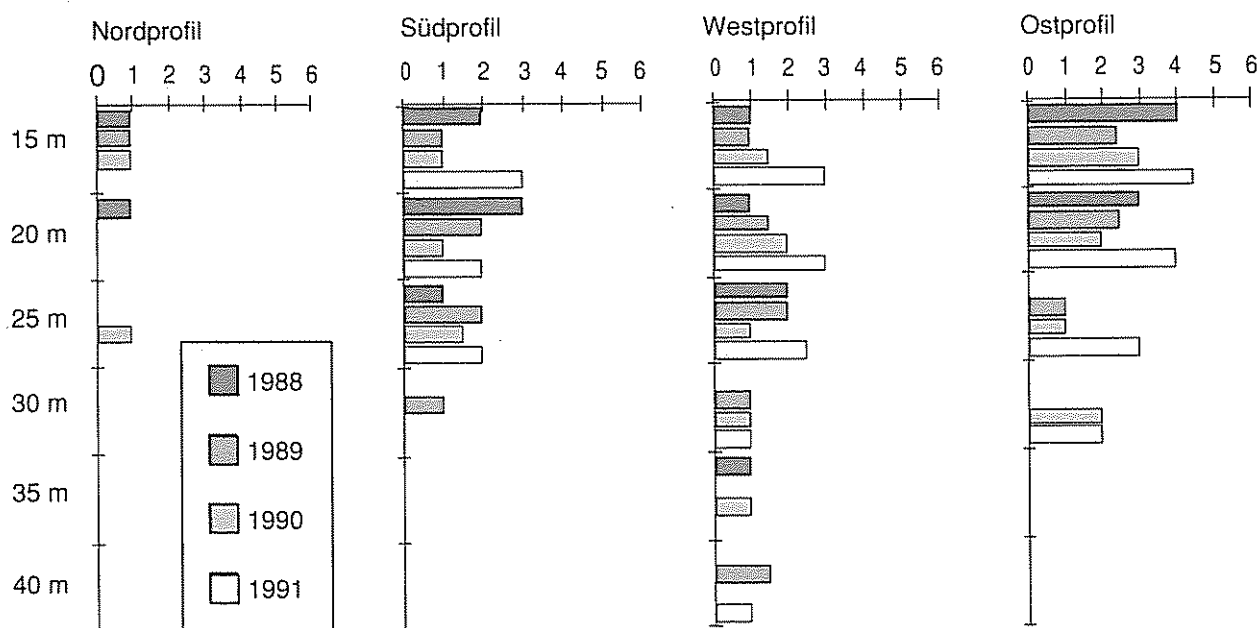 Nordprofil
0 1 2 3 4 5 6
Südprofil
0 1 2 3 4 5 6
Westprofil
0 1 2 3 4 5 6
Ostprofil
0 1 2 3 4 5 6
15 m
20 m
25 m
30 m
35 m
40 m
1988
1989
1990
1991